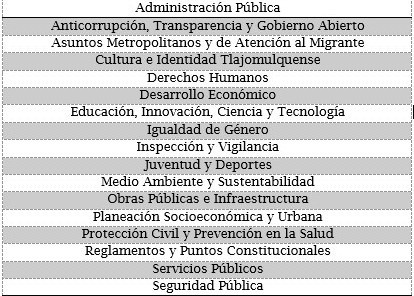 Administración Pública
Anticorrupción, Transparencia y Gobierno Abierto
Asuntos Metropolitanos y de Atención al Migrante
Cultura e Identidad Tlajomulquense
Derechos Humanos
Desarrollo Económico
Educación, Innovación, Ciencia y Tecnología
Igualdad de Género
Inspección y Vigilancia
Juventud y Deportes
Medio Ambiente y Sustentabilidad
Obras Públicas e Infraestructura
Planeación Socioeconómica y Urbana
Protección Civil y Prevención en la Salud
Reglamentos y Puntos Constitucionales
Servicios Públicos
Seguridad Pública